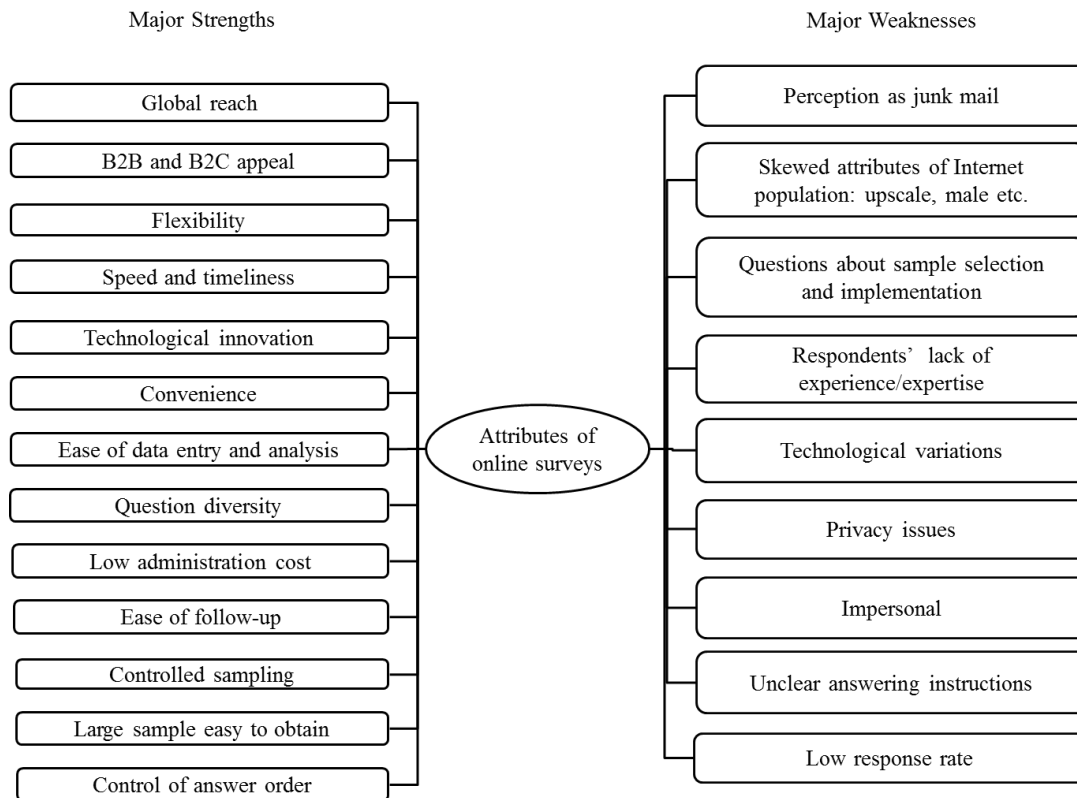 Major Strengths
Major Weaknesses
Global reach
B2B and B2C appeal
Flexibility
Speed and timeliness
Technological innovation
Convenience
Ease of data entry and analysis
Question diversity
Low administration cost
Ease of follow-up
Controlled sampling
Large sample easy to obtain
Control of answer order
Attributes of
online surveys
Perception as junk mail
Skewed attributes of Internet
population: upscale, male etc.
Questions about sample selection
and implementation
Respondents’ lack of
experience/expertise
Technological variations
Privacy issues
Impersonal
Unclear answering instructions
Low response rate